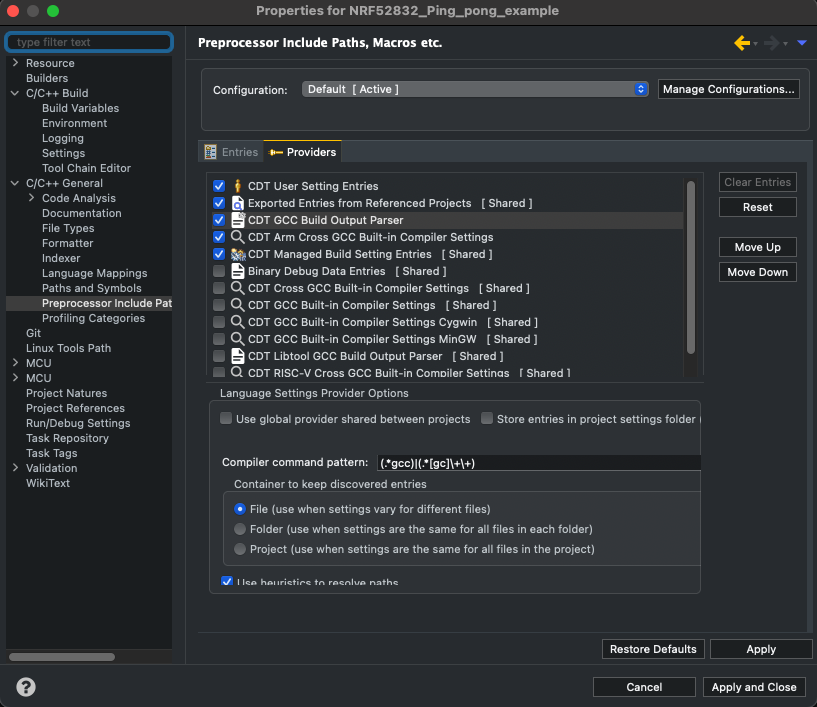 Properties for NRF52832_Ping_pong_example
type filter text
Resource
Builders
C/C++ Build
Build Variables
Environment
Logging
Settings
Tool Chain Editor
C/C++ General
Code Analysis
Documentation
File Types
Formatter
Indexer
Language Mappings
Paths and Symbols
Preprocessor Include Pat
Profiling Categories
Git
Linux Tools Path
MCU
MCU
Project Natures
Project References
Run/Debug Settings
Task Repository
Task Tags
Validation
WikiText
Preprocessor Include Paths, Macros etc.
Configuration: Default [ Active ] Manage Configurations...
Entries Providers
CDT User Setting Entries
Exported Entries from Referenced Projects [ Shared ]
CDT GCC Build Output Parser
CDT Arm Cross GCC Built-in Compiler Settings
CDT Managed Build Setting Entries [ Shared ]
Binary Debug Data Entries [ Shared ]
CDT Cross GCC Built-in Compiler Settings [ Shared ]
CDT GCC Built-in Compiler Settings [ Shared ]
CDT GCC Built-in Compiler Settings Cygwin [ Shared ]
CDT GCC Built-in Compiler Settings MinGW [ Shared ]
CDT Libtool GCC Build Output Parser [ Shared ]
CDT RISC-V Cross GCC Built-in Compiler Settings [ Shared ]
Clear Entries
Reset
Move Up
Move Down
Language Settings Provider Options
Use global provider shared between projects Store entries in project settings folder (
Compiler command pattern: (.*gcc)|(.*[gc]\+\+)
Container to keep discovered entries
File (use when settings vary for different files)
Folder (use when settings are the same for all files in each folder)
Project (use when settings are the same for all files in the project)
Use heuristics to resolve paths
Restore Defaults Apply
? Cancel Apply and Close